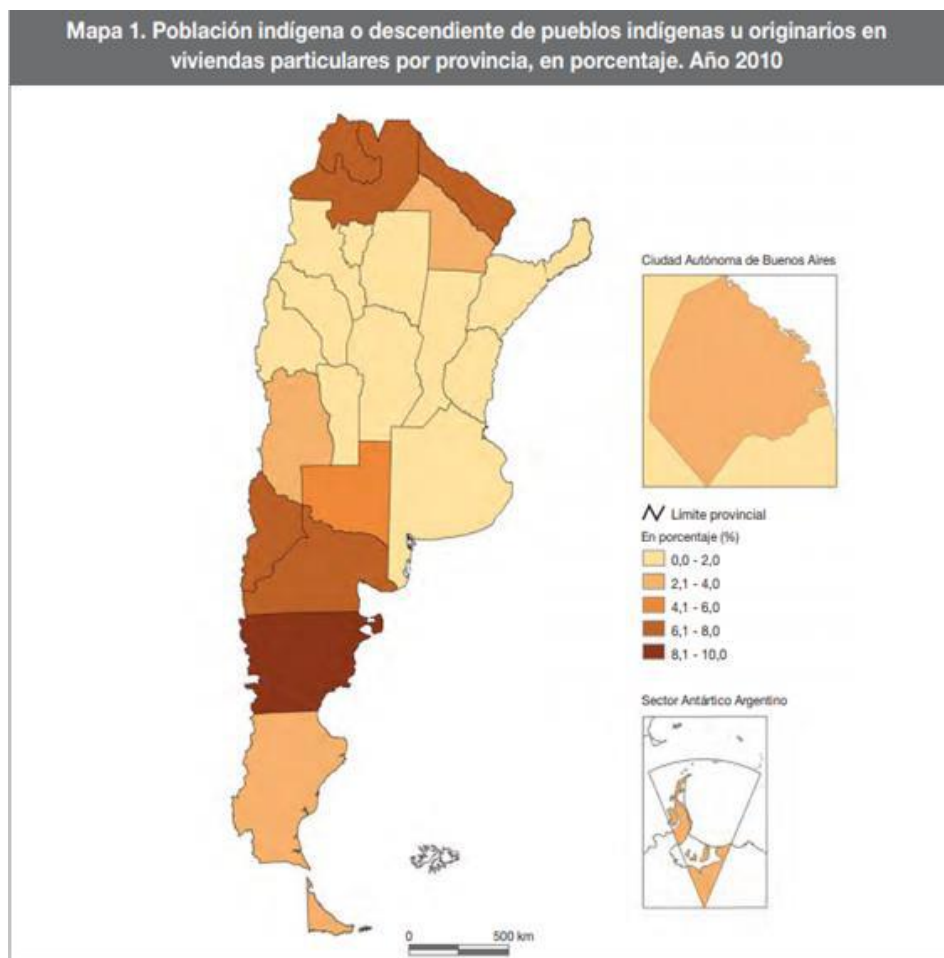 Mapa 1. Población indígena o descendiente de pueblos indígenas u originarios en
viviendas particulares por provincia, en porcentaje. Año 2010
Ciudad Autónoma de Buenos Aires
Límite provincial
En porcentaje (%)
0,0 - 2,0
2,1 - 4,0
4,1 - 6,0
6,1 - 8,0
8,1 - 10,0
Sector Antártico Argentino
0 500 km